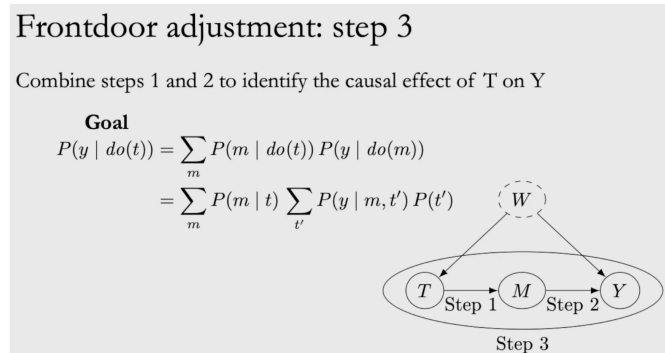 Frontdoor adjustment: step 3
Combine steps 1 and 2 to identify the causal effect of T on Y
Goal
P(y | do(t)) = ∑_m P(m | do(t)) P(y | do(m))
= ∑_m P(m | t) ∑_{t′} P(y | m, t′) P(t′)
W
T M Y
Step 1 Step 2
Step 3